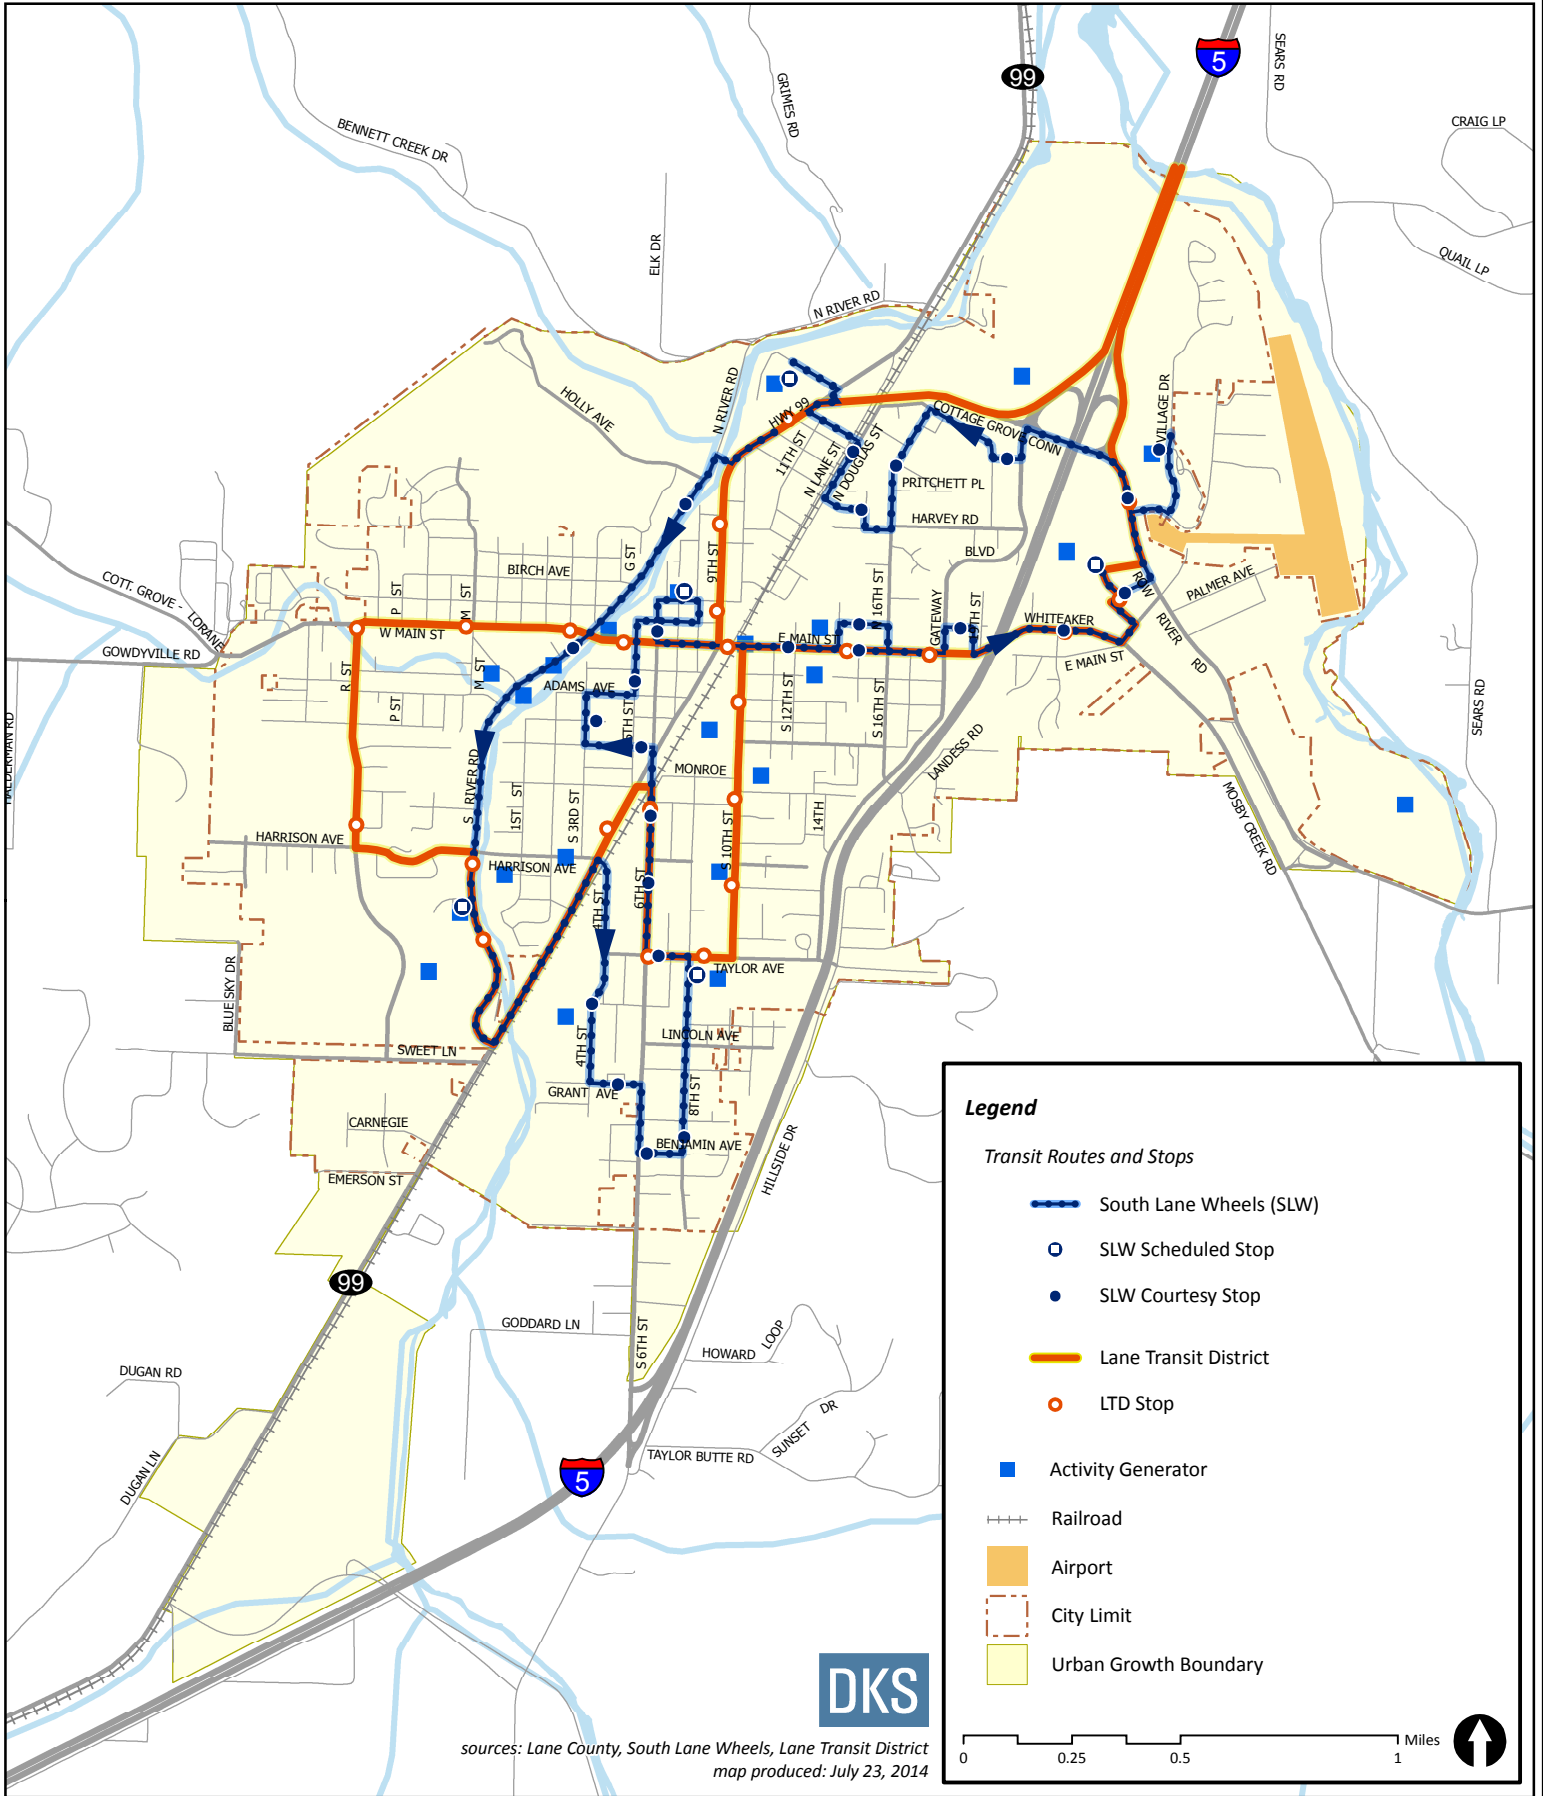 5
SEARS RD
99
GRIMES RD
CRAIG LP
BENNETT CREEK DR
ELK DR
QUAIL LP
N RIVER RD
N RIVER RD
HOLLY AVE
HWY 99
COTTAGE GROVE CONN
VILLAGE DR
11TH ST
N LANE ST
N DOUGLAS ST
PRITCHETT PL
HARVEY RD
BLVD
G ST
9TH ST
BIRCH AVE
COTT. GROVE - LORANE
P ST
M ST
N 16TH ST
GATEWAY
19TH ST
ROW RIVER RD
PALMER AVE
WHITEAKER
W MAIN ST
E MAIN ST
GOWDYVILLE RD
E MAIN ST
R ST
M ST
P ST
ADAMS AVE
S 12TH ST
S 16TH ST
5TH ST
SEARS RD
HALDERMAN RD
LANDESS RD
MONROE
S RIVER RD
1ST ST
S 3RD ST
14TH
MOSBY CREEK RD
HARRISON AVE
HARRISON AVE
S 10TH ST
6TH ST
4TH ST
TAYLOR AVE
BLUE SKY DR
LINCOLN AVE
4TH ST
SWEET LN
GRANT AVE
8TH ST
CARNEGIE
BENJAMIN AVE
HILLSIDE DR
EMERSON ST
99
GODDARD LN
S 6TH ST
HOWARD LOOP
DUGAN RD
SUNSET DR
TAYLOR BUTTE RD
DUGAN LN
5
Legend
Transit Routes and Stops
South Lane Wheels (SLW)
SLW Scheduled Stop
SLW Courtesy Stop
Lane Transit District
LTD Stop
Activity Generator
Railroad
Airport
City Limit
Urban Growth Boundary
Miles
0 0.25 0.5 1
DKS
sources: Lane County, South Lane Wheels, Lane Transit District
map produced: July 23, 2014